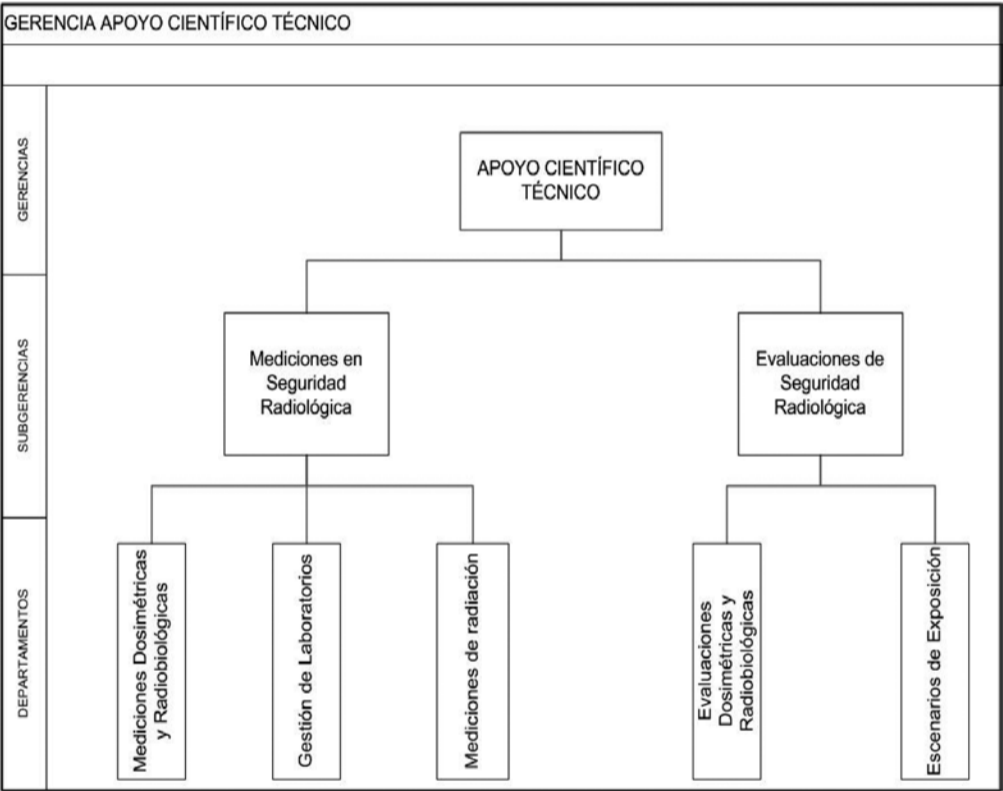 GERENCIA APOYO CIENTÍFICO TÉCNICO
GERENCIAS
APOYO CIENTÍFICO
TÉCNICO
SUBGERENCIAS
Mediciones en
Seguridad
Radiológica
Evaluaciones de
Seguridad
Radiológica
DEPARTAMENTOS
Mediciones Dosimétricas
y Radiobiológicas
Gestión de Laboratorios
Mediciones de radiación
Evaluaciones
Dosimétricas y
Radiobiológicas
Escenarios de Exposición